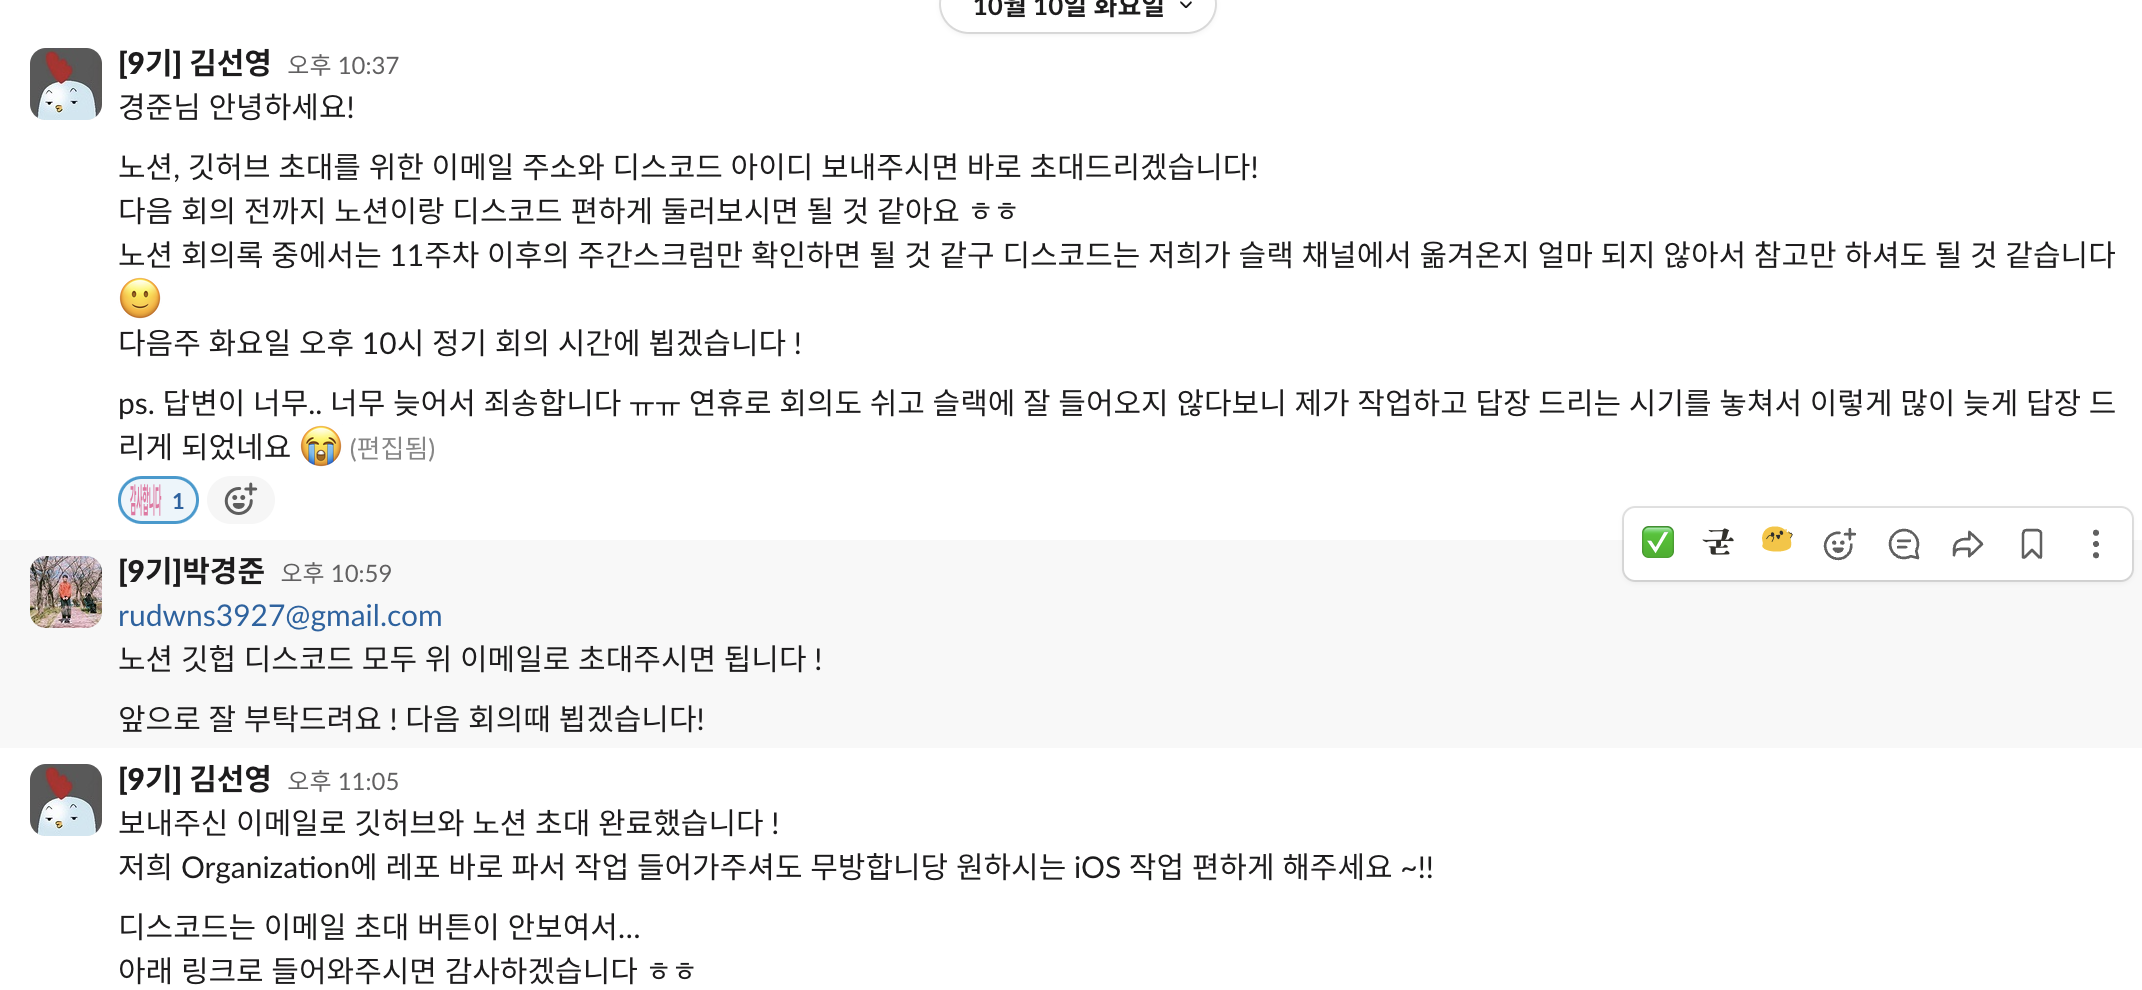 10월 10일 화요일
[9기] 김선영 오후 10:37
경준님 안녕하세요!
노션, 깃허브 초대를 위한 이메일 주소와 디스코드 아이디 보내주시면 바로 초대드리겠습니다!
다음 회의 전까지 노션이랑 디스코드 편하게 둘러보시면 될 것 같아요 ㅎㅎ
노션 회의록 중에서는 11주차 이후의 주간스크럼만 확인하면 될 것 같구 디스코드는 저희가 슬랙 채널에서 옮겨온지 얼마 되지 않아서 참고만 하셔도 될 것 같습니다
🙂
다음주 화요일 오후 10시 정기 회의 시간에 뵙겠습니다 !
ps. 답변이 너무.. 너무 늦어서 죄송합니다 ㅠㅠ 연휴로 회의도 쉬고 슬랙에 잘 들어오지 않다보니 제가 작업하고 답장 드리는 시기를 놓쳐서 이렇게 많이 늦게 답장 드
리게 되었네요 😭 (편집됨)
감사합니다 1
굳
[9기]박경준 오후 10:59
rudwns3927@gmail.com
노션 깃헙 디스코드 모두 위 이메일로 초대주시면 됩니다 !
앞으로 잘 부탁드려요 ! 다음 회의때 뵙겠습니다!
[9기] 김선영 오후 11:05
보내주신 이메일로 깃허브와 노션 초대 완료했습니다 !
저희 Organization에 레포 바로 파서 작업 들어가주셔도 무방합니당 원하시는 iOS 작업 편하게 해주세요 ~!!
디스코드는 이메일 초대 버튼이 안보여서...
아래 링크로 들어와주시면 감사하겠습니다 ㅎㅎ